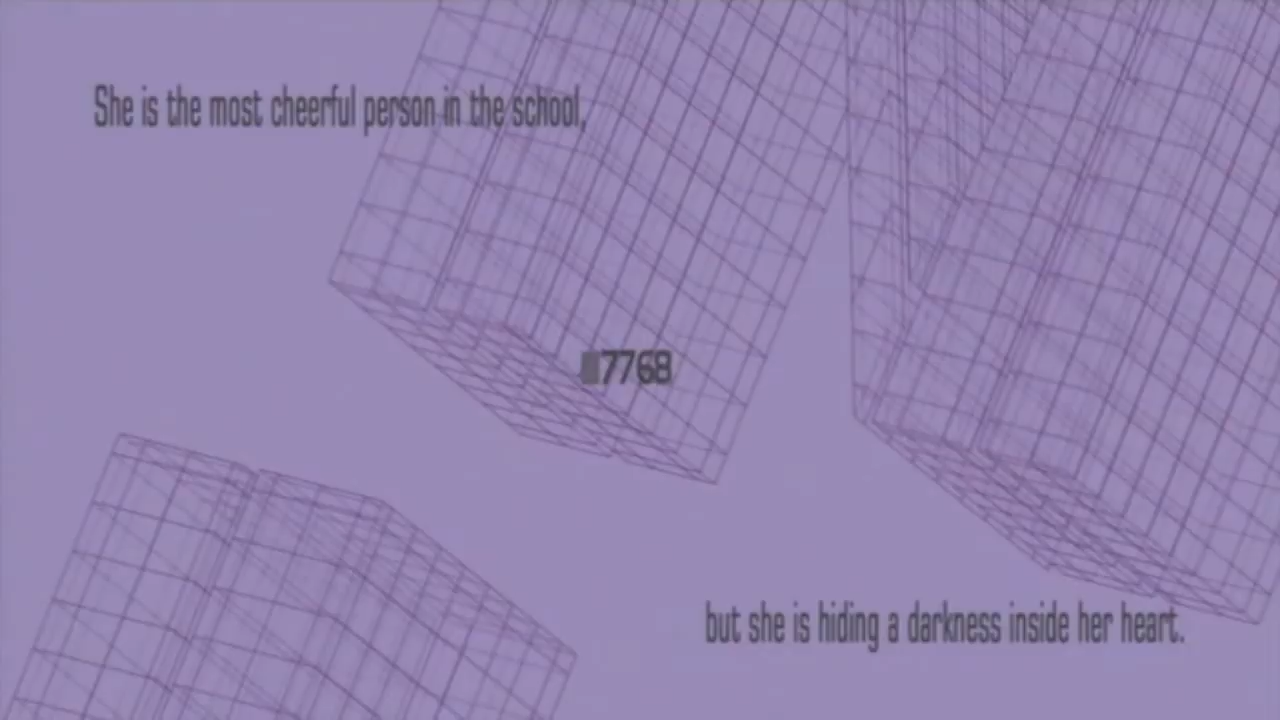 She is the most cheerful person in the school,
7768
but she is hiding a darkness inside her heart.